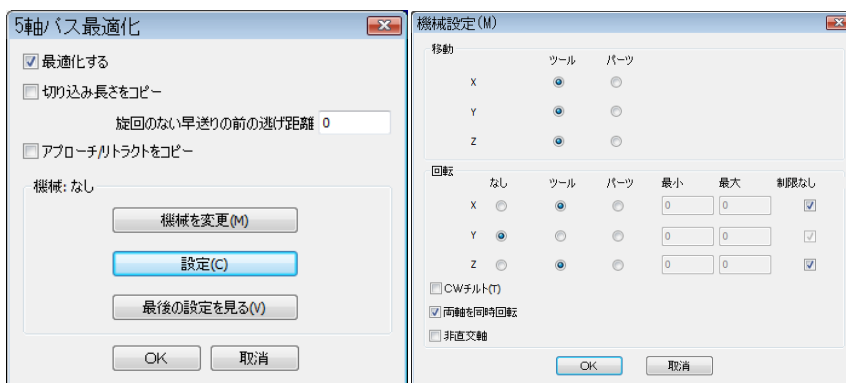 5軸パス最適化
最適化する
切り込み長さをコピー
旋回のない早送りの前の逃げ距離 0
アプローチ/リトラクトをコピー
機械: なし
機械を変更(M)
設定(C)
最後の設定を見る(V)
OK 取消
機械設定(M)
移動
ツール パーツ
X
Y
Z
回転
なし ツール パーツ 最小 最大 制限なし
X 0 0
Y 0 0
Z 0 0
CWチルト(T)
両軸を同時回転
非直交軸
OK 取消